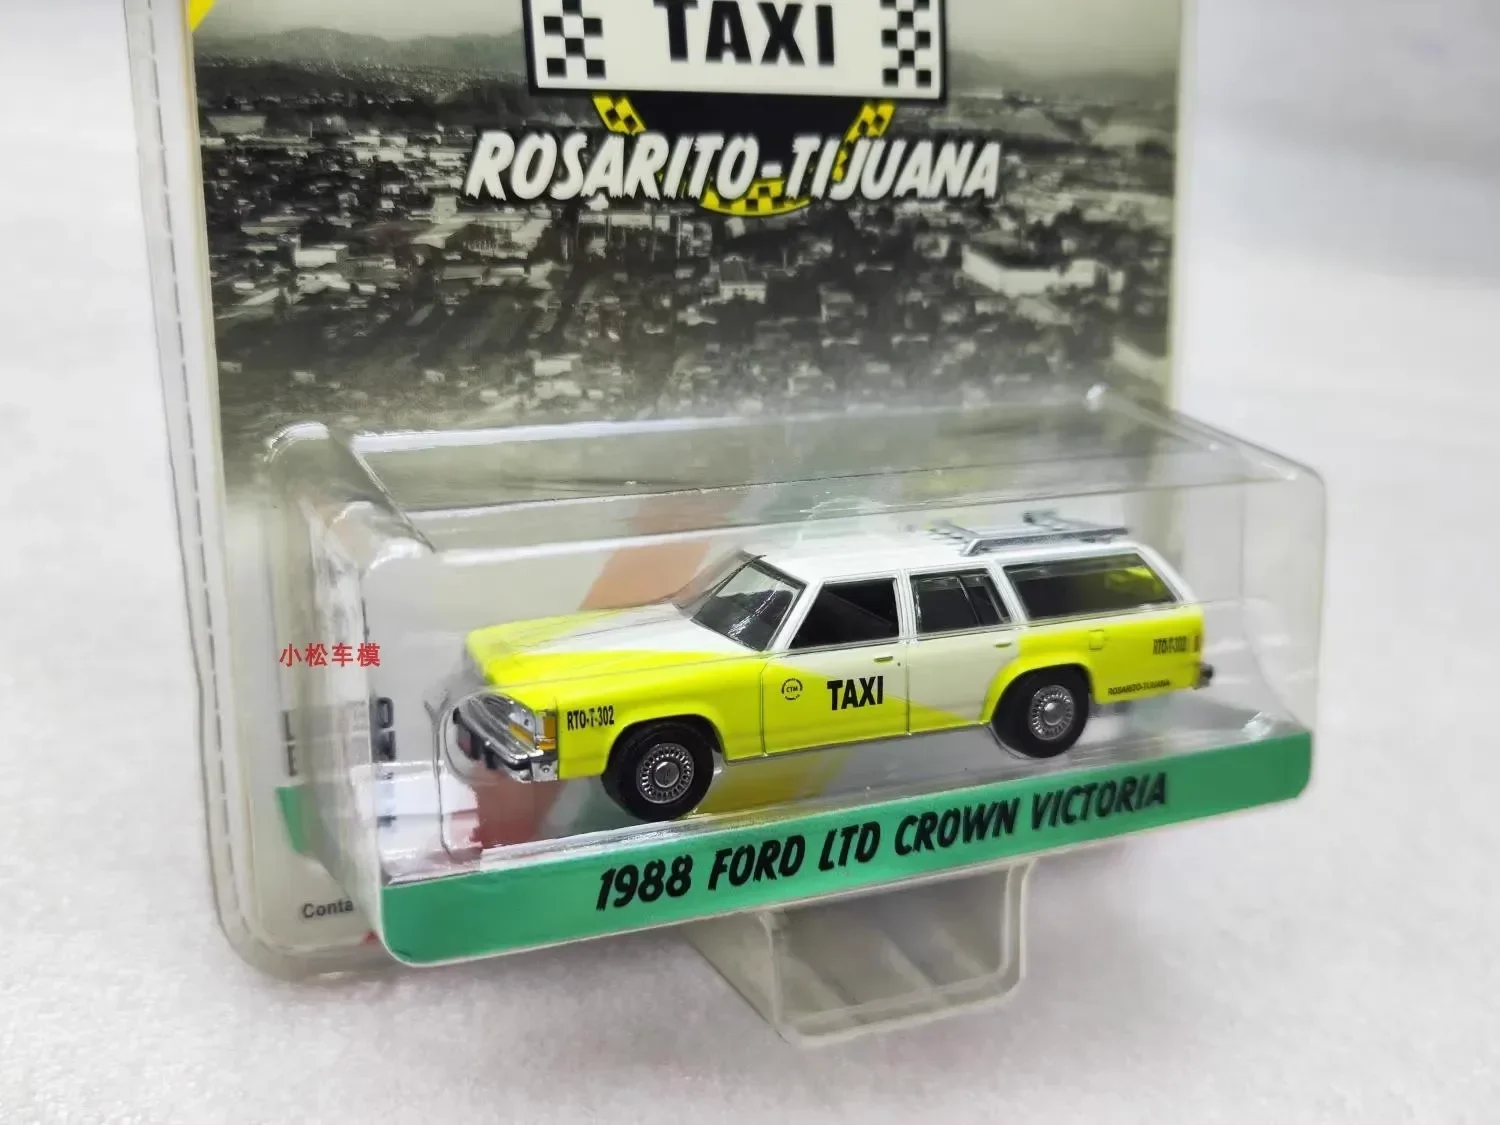 TAXI
ROSARITO-TIJUANA
小松车模
RTO-T-302
CTM
TAXI
RTO-T-302
ROSARITO-TIJUANA
1988 FORD LTD CROWN VICTORIA
Conta